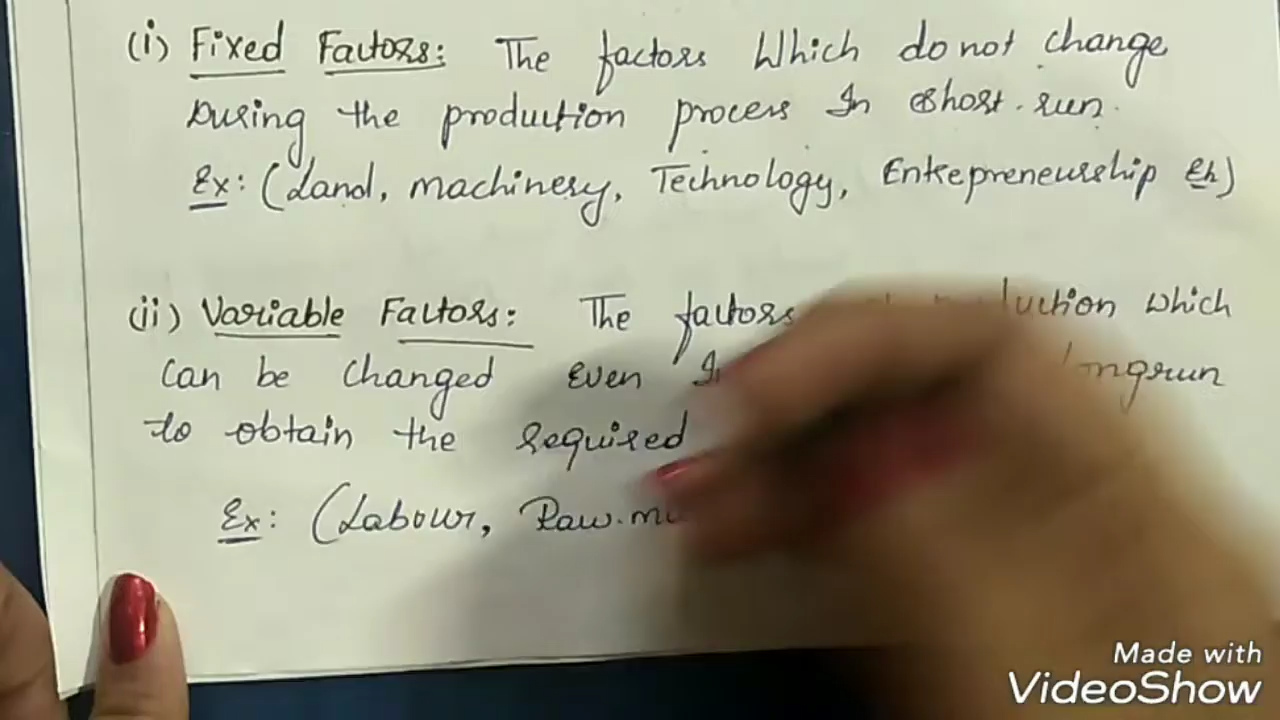 (i) Fixed Factors: The factors which do not change
During the production process In short-run.
Ex: (Land, machinery, Technology, Entrepreneurship Etc)
(ii) Variable Factors: The factors which
can be changed Even longrun
to obtain the required
Ex: (Labour, Raw.
Made with
VideoShow